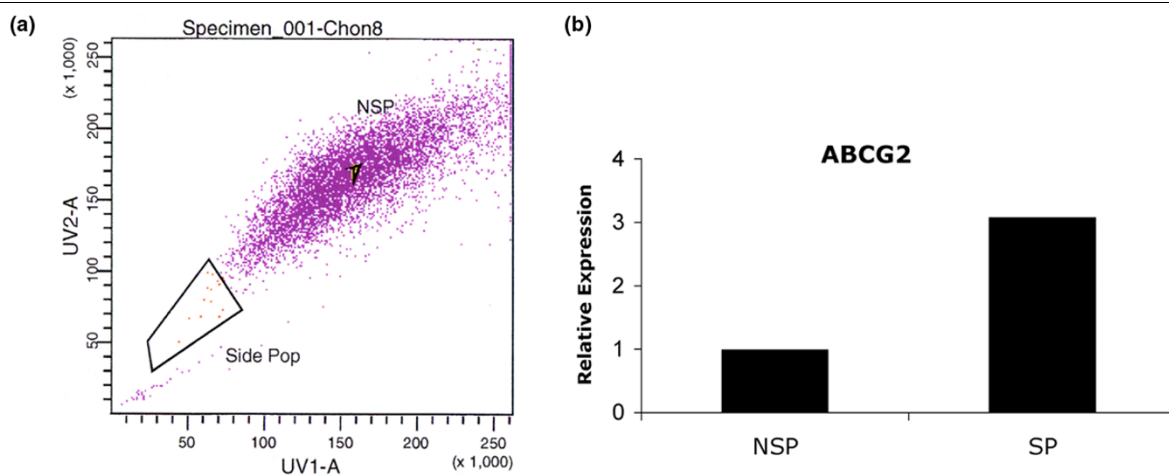 (a)
Specimen_001-Chon8
(x 1,000)
250
200
150
100
50
UV2-A
NSP
Side Pop
50
100
150
200
250
UV1-A
(x 1,000)
(b)
ABCG2
4
3
2
1
0
Relative Expression
NSP
SP